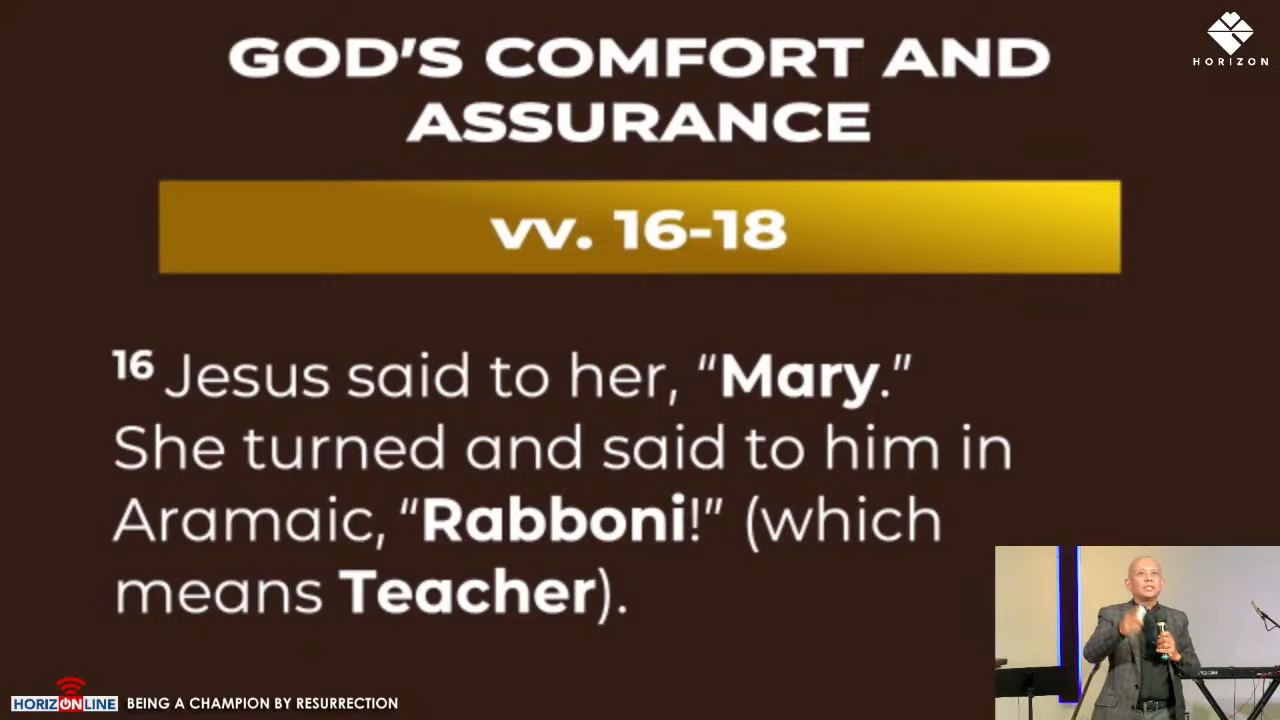 GOD'S COMFORT AND
ASSURANCE
HORIZON
vv. 16-18
16 Jesus said to her, “Mary.”
She turned and said to him in
Aramaic, “Rabboni!” (which
means Teacher).
HORIZONLINE BEING A CHAMPION BY RESURRECTION